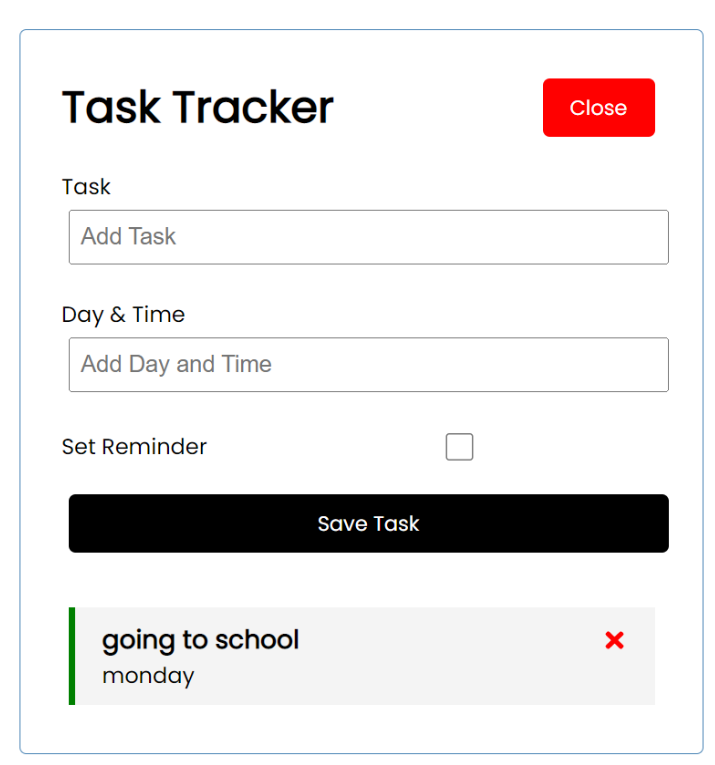 Task Tracker
Close
Task
Add Task
Day & Time
Add Day and Time
Set Reminder
Save Task
going to school
monday